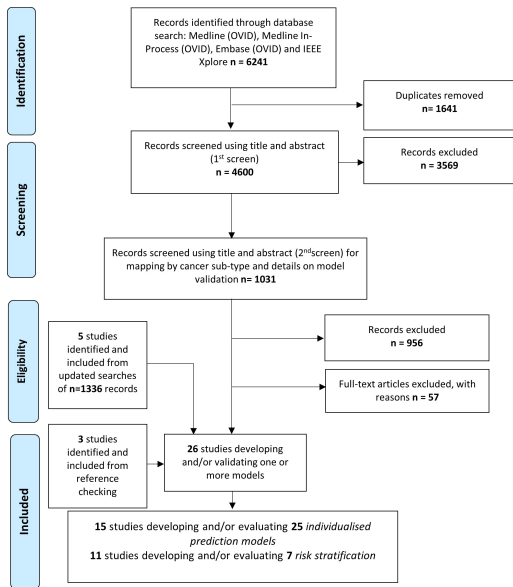 Identification
Records identified through database
search: Medline (OVID), Medline In-
Process (OVID), Embase (OVID) and IEEE
Xplore n = 6241
Duplicates removed
n= 1641
Screening
Records screened using title and abstract
(1st screen)
n = 4600
Records excluded
n = 3569
Records screened using title and abstract (2ndscreen) for
mapping by cancer sub-type and details on model
validation n= 1031
Eligibility
Records excluded
n = 956
5 studies
identified and
included from
updated searches
of n=1336 records
Full-text articles excluded, with
reasons n = 57
Included
3 studies
identified and
included from
reference
checking
26 studies developing
and/or validating one or
more models
15 studies developing and/or evaluating 25 individualised
prediction models
11 studies developing and/or evaluating 7 risk stratification